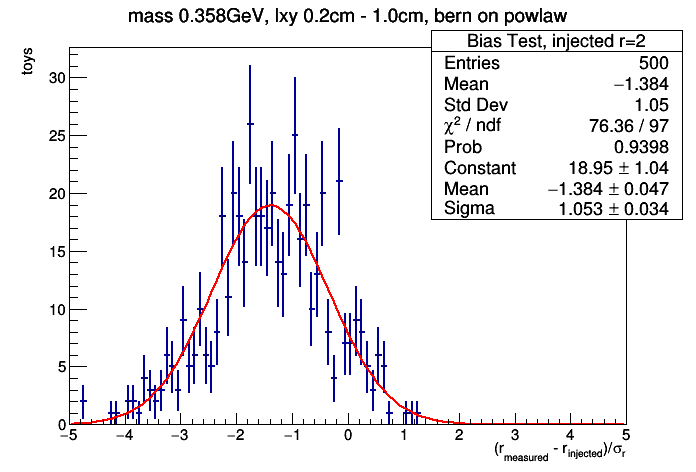 mass 0.358GeV, lxy 0.2cm - 1.0cm, bern on powlaw
toys
Bias Test, injected r=2
Entries 500
Mean −1.384
Std Dev 1.05
χ² / ndf 76.36 / 97
Prob 0.9398
Constant 18.95 ± 1.04
Mean −1.384 ± 0.047
Sigma 1.053 ± 0.034
30
25
20
15
10
5
0
−5 −4 −3 −2 −1 0 1 2 3 4 5
(r_measured - r_injected)/σ_r